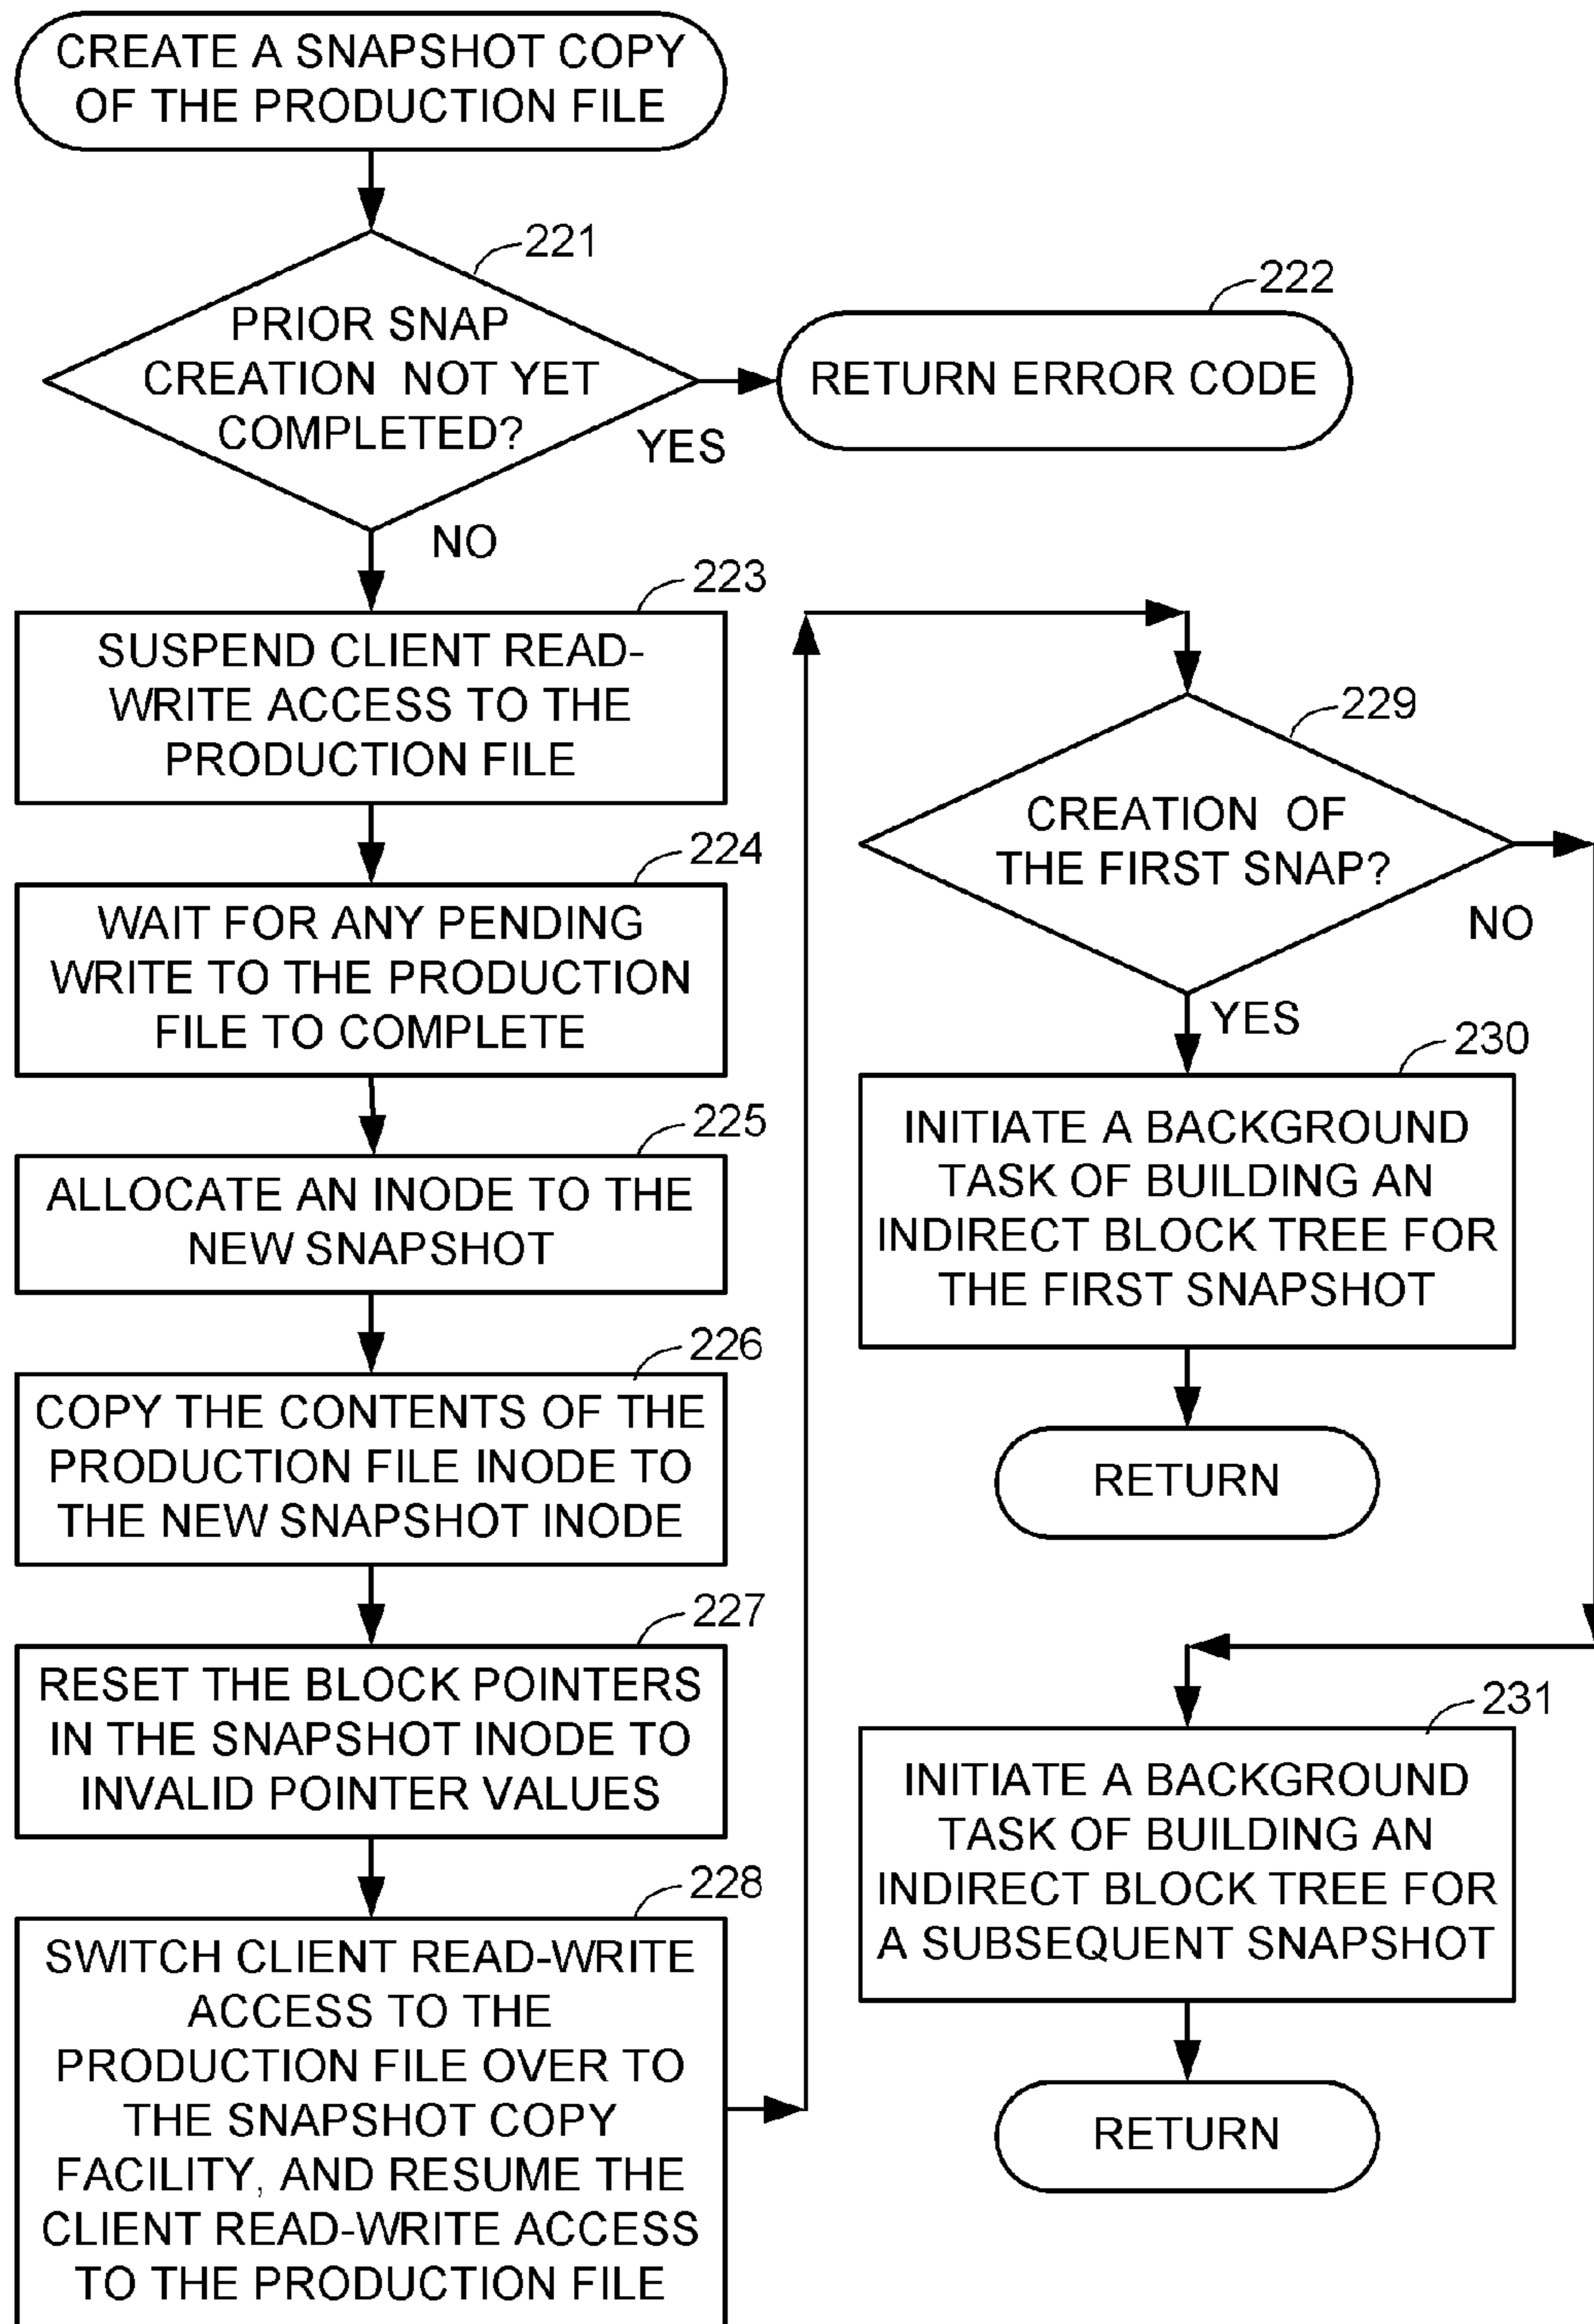 CREATE A SNAPSHOT COPY
OF THE PRODUCTION FILE
221
PRIOR SNAP
CREATION NOT YET
COMPLETED?
YES
NO
222
RETURN ERROR CODE
223
SUSPEND CLIENT READ-
WRITE ACCESS TO THE
PRODUCTION FILE
224
WAIT FOR ANY PENDING
WRITE TO THE PRODUCTION
FILE TO COMPLETE
225
ALLOCATE AN INODE TO THE
NEW SNAPSHOT
226
COPY THE CONTENTS OF THE
PRODUCTION FILE INODE TO
THE NEW SNAPSHOT INODE
227
RESET THE BLOCK POINTERS
IN THE SNAPSHOT INODE TO
INVALID POINTER VALUES
228
SWITCH CLIENT READ-WRITE
ACCESS TO THE
PRODUCTION FILE OVER TO
THE SNAPSHOT COPY
FACILITY, AND RESUME THE
CLIENT READ-WRITE ACCESS
TO THE PRODUCTION FILE
229
CREATION OF
THE FIRST SNAP?
NO
YES
230
INITIATE A BACKGROUND
TASK OF BUILDING AN
INDIRECT BLOCK TREE FOR
THE FIRST SNAPSHOT
RETURN
231
INITIATE A BACKGROUND
TASK OF BUILDING AN
INDIRECT BLOCK TREE FOR
A SUBSEQUENT SNAPSHOT
RETURN